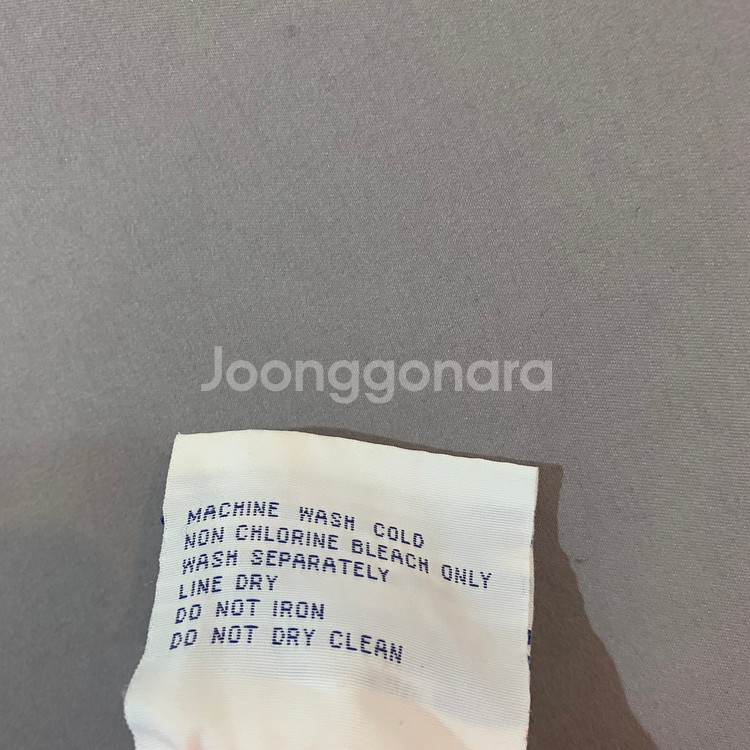 Joonggonara
MACHINE WASH COLD
NON CHLORINE BLEACH ONLY
WASH SEPARATELY
LINE DRY
DO NOT IRON
DO NOT DRY CLEAN